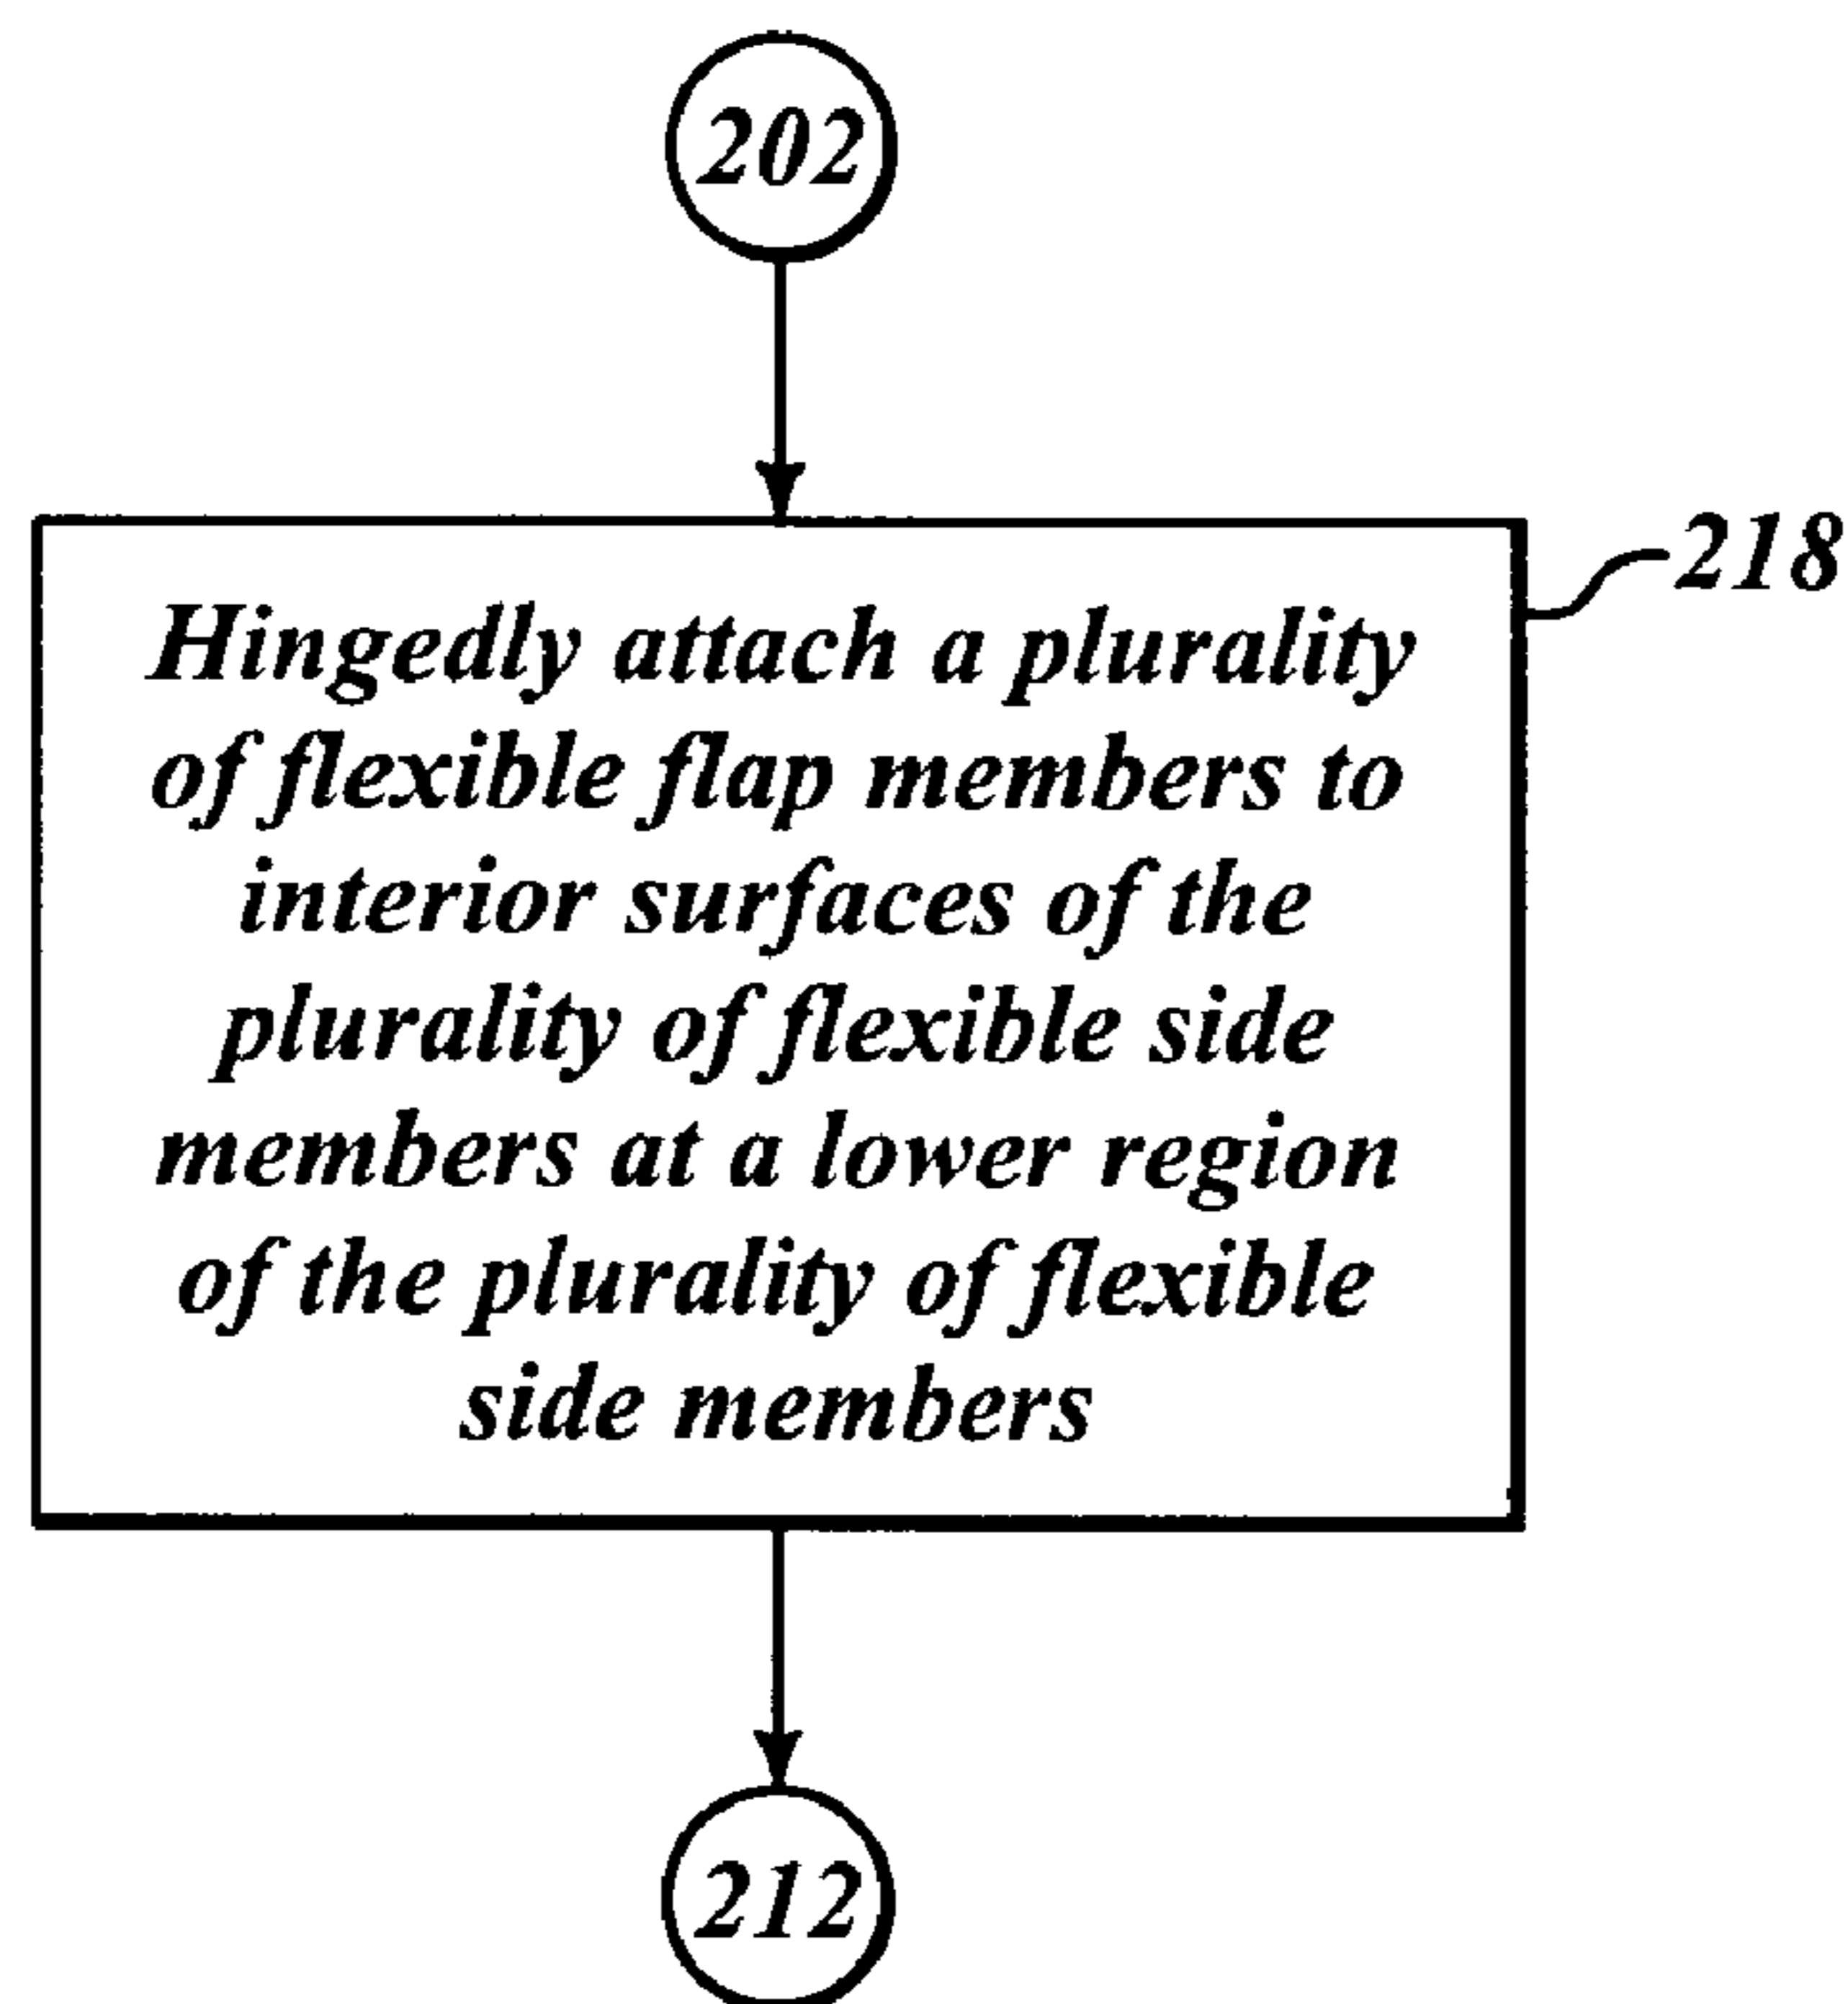 202
218
Hingedly attach a plurality
of flexible flap members to
interior surfaces of the
plurality of flexible side
members at a lower region
of the plurality of flexible
side members
212